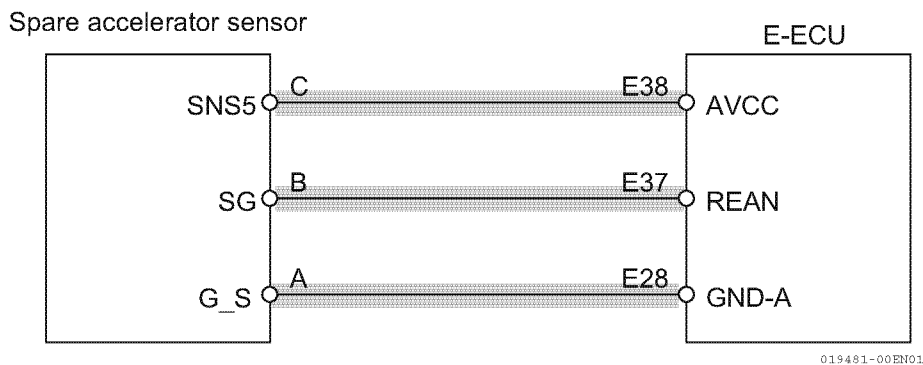 Spare accelerator sensor
E-ECU
SNS5 C E38 AVCC
SG B E37 REAN
G_S A E28 GND-A
019481-00EN01